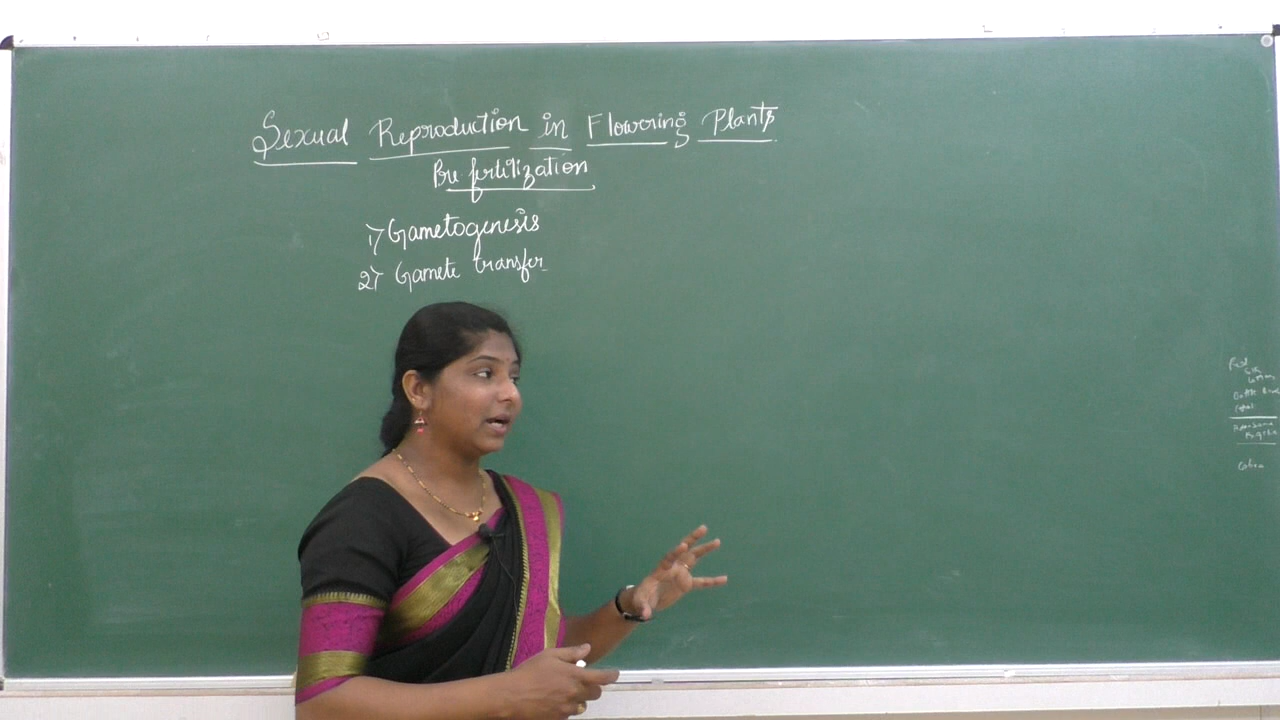 Sexual Reproduction in Flowering Plants
Pre fertilization
1) Gametogenesis
2) Gamete transfer